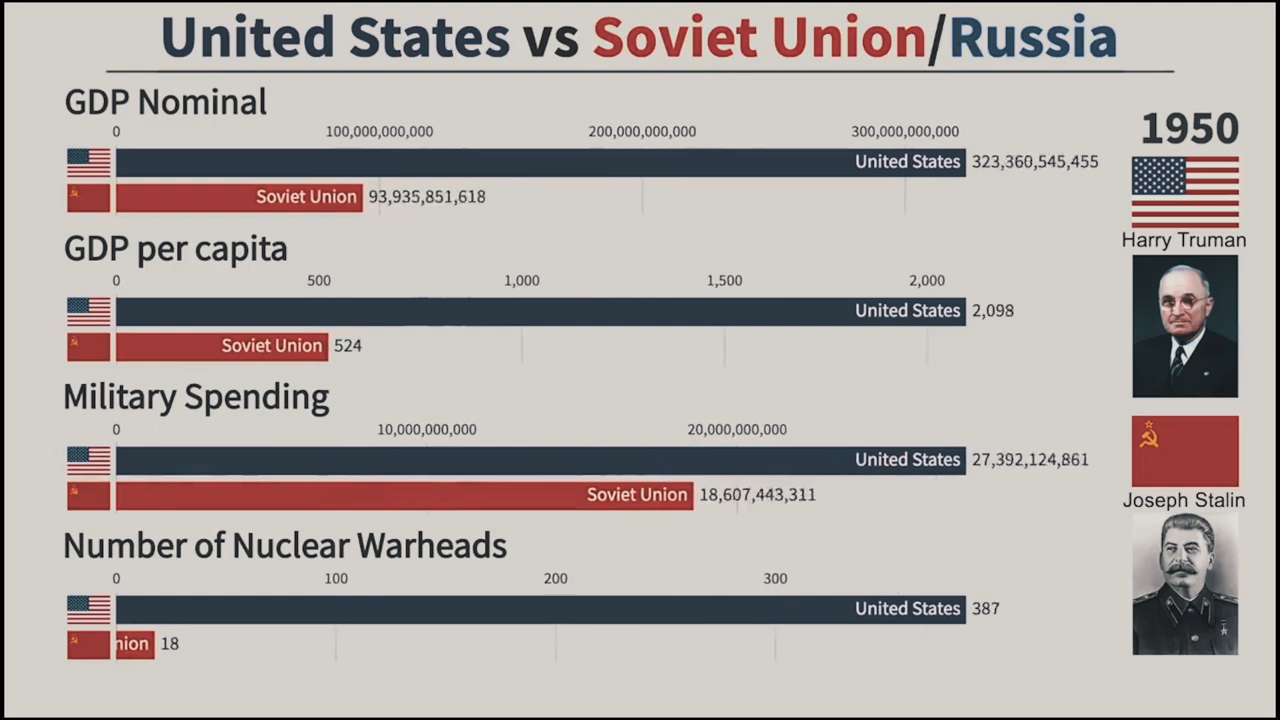 United States vs Soviet Union/Russia
GDP Nominal
0 100,000,000,000 200,000,000,000 300,000,000,000
United States 323,360,545,455
Soviet Union 93,935,851,618
1950
Harry Truman
GDP per capita
0 500 1,000 1,500 2,000
United States 2,098
Soviet Union 524
Military Spending
0 10,000,000,000 20,000,000,000
United States 27,392,124,861
Soviet Union 18,607,443,311
Joseph Stalin
Number of Nuclear Warheads
0 100 200 300
United States 387
nion 18